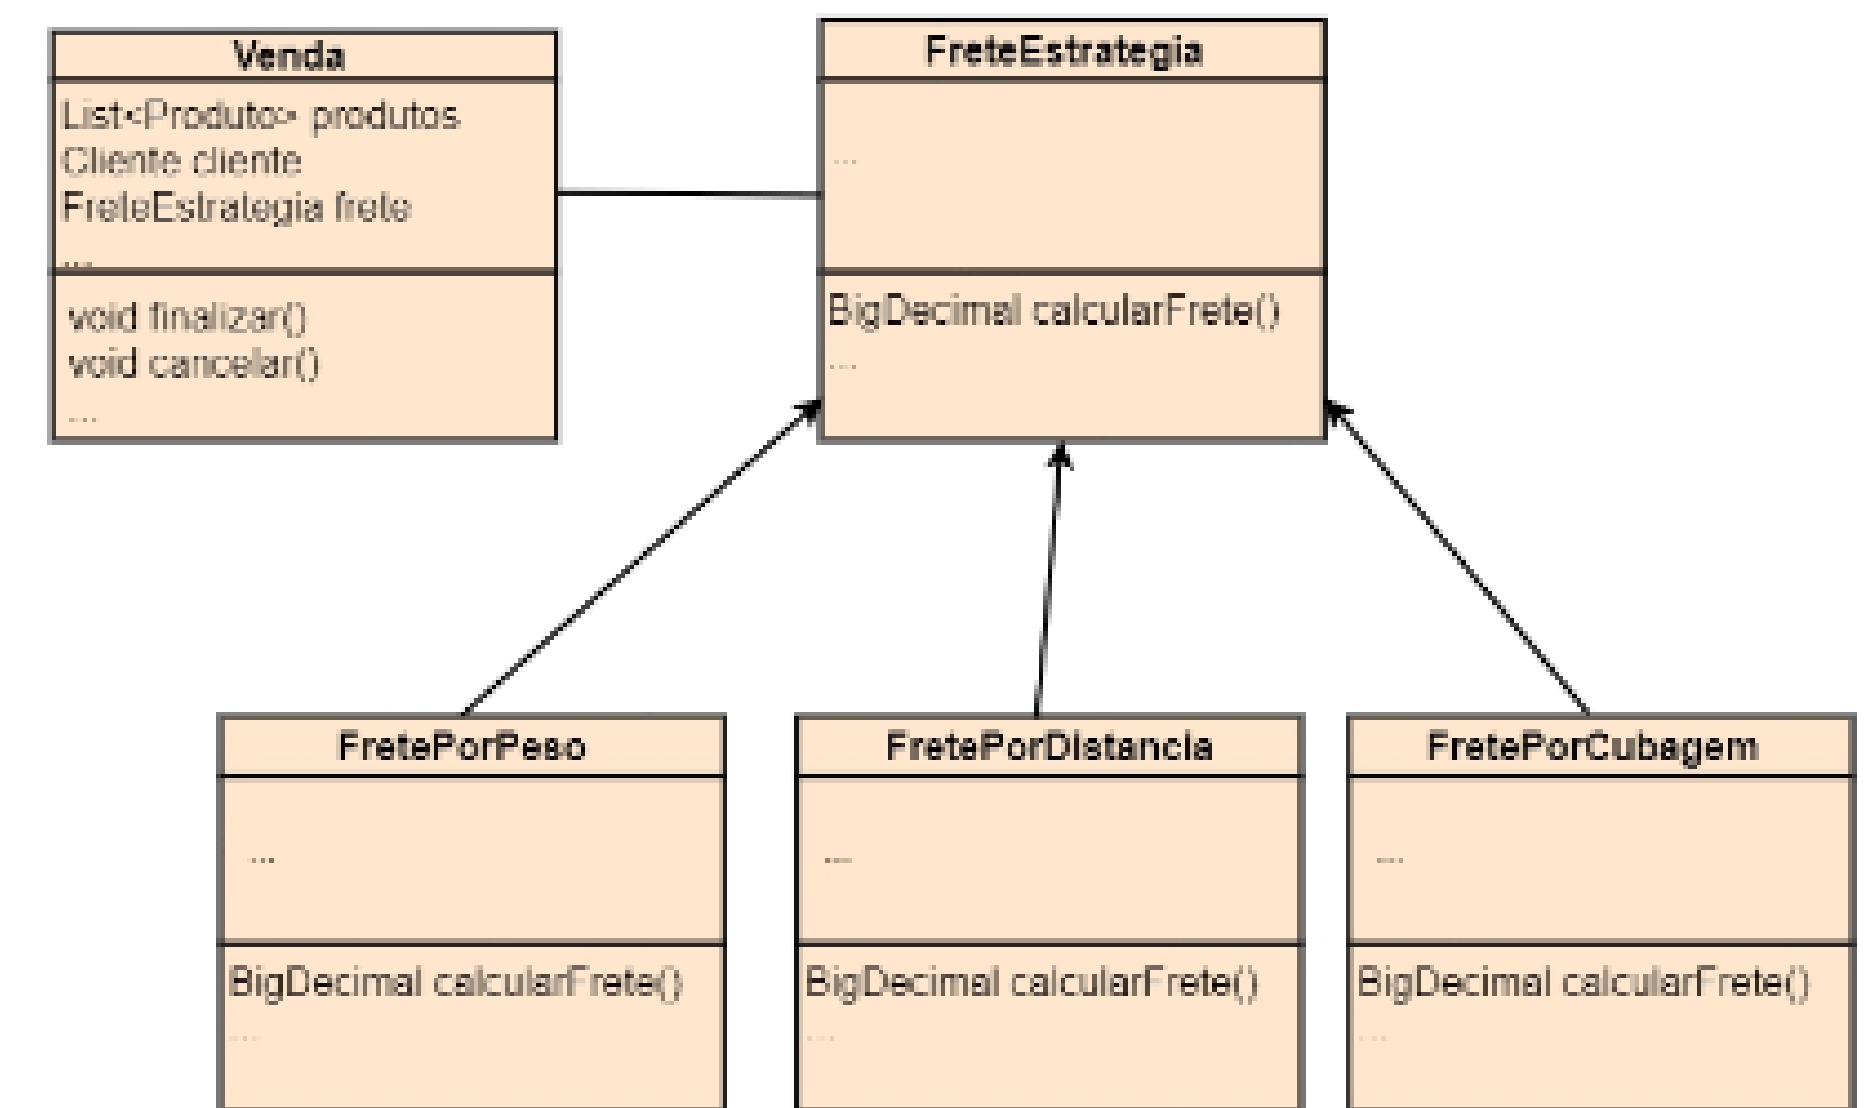 Venda
List<Produto> produtos
Cliente cliente
FreteEstrategia frete
...
void finalizar()
void cancelar()
...
FreteEstrategia
...
BigDecimal calcularFrete()
...
FretePorPeso
...
BigDecimal calcularFrete()
...
FretePorDistancia
...
BigDecimal calcularFrete()
...
FretePorCubagem
...
BigDecimal calcularFrete()
...